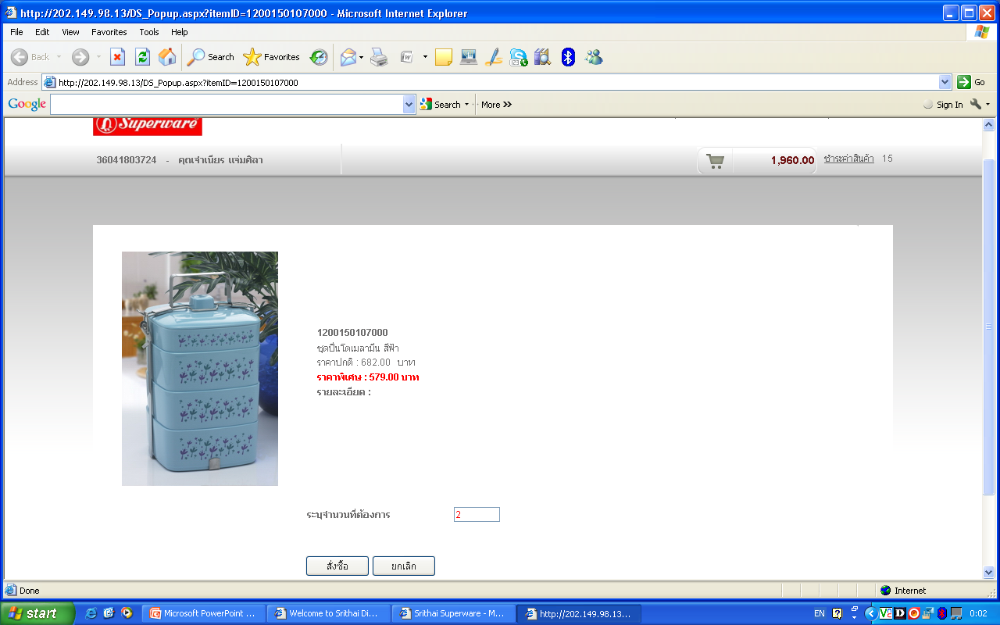 http://202.149.98.13/DS_Popup.aspx?itemID=1200150107000 - Microsoft Internet Explorer
File Edit View Favorites Tools Help
Back Search Favorites
Address http://202.149.98.13/DS_Popup.aspx?itemID=1200150107000 Go
Google Search More Sign In
Superware
36041803724 - คุณเจ้าเนียร แจ่มศิลา 1,960.00 ชำระค่าสินค้า 15
1200150107000
ชุดปิ่นโตเมลามีน สีฟ้า
ราคาปกติ : 682.00 บาท
ราคาพิเศษ : 579.00 บาท
รายละเอียด :
ระบุจำนวนที่ต้องการ 2
สั่งซื้อ ยกเลิก
Done Internet
start Microsoft PowerPoint ... Welcome to Srithai Di... Srithai Superware - M... http://202.149.98.13... EN 0:02